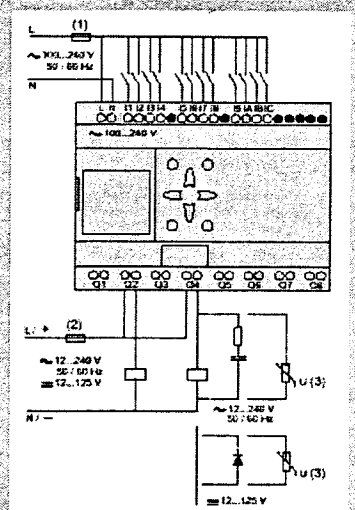 L (1)
~ 100...240 V
50 / 60 Hz
N
L N I1 I2 I3 I4 I5 I6 I7 I8 I9 IA IB IC
~ 100...240 V
Q1 Q2 Q3 Q4 Q5 Q6 Q7 Q8
L / + (2)
~ 12...240 V
50 / 60 Hz
⎓ 12...125 V
U (3)
N / –
~ 12...240 V
50 / 60 Hz
U (3)
⎓ 12...125 V